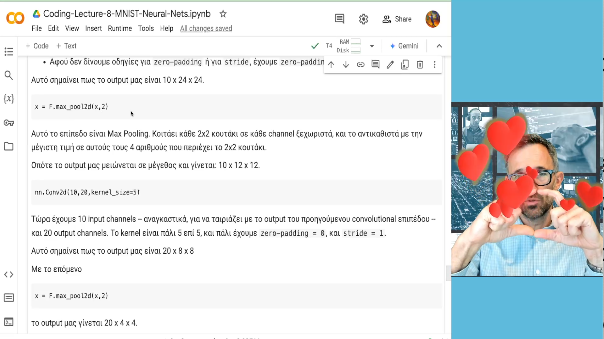 Coding-Lecture-8-MNIST-Neural-Nets.ipynb
Share
File Edit View Insert Runtime Tools Help All changes saved
+ Code + Text
T4 RAM Disk Gemini
Αφού δεν δίνουμε οδηγίες για zero-padding ή για stride, έχουμε zero-paddin
Αυτό σημαίνει πως το output μας είναι 10 x 24 x 24.
x = F.max_pool2d(x,2)
Αυτό το επίπεδο είναι Max Pooling. Κοιτάει κάθε 2x2 κουτάκι σε κάθε channel ξεχωριστά, και το αντικαθιστά με την
μέγιστη τιμή σε αυτούς τους 4 αριθμούς που περιέχει το 2x2 κουτάκι.
Οπότε το output μας μειώνεται σε μέγεθος και γίνεται: 10 x 12 x 12.
nn.Conv2d(10,20,kernel_size=5)
Τώρα έχουμε 10 input channels – αναγκαστικά, για να ταιριάζει με το output του προηγούμενου convolutional επιπέδου –
και 20 output channels. Το kernel είναι πάλι 5 επί 5, και πάλι έχουμε zero-padding = 0, και stride = 1.
Αυτό σημαίνει πως το output μας είναι 20 x 8 x 8
Με το επόμενο
x = F.max_pool2d(x,2)
το output μας γίνεται 20 x 4 x 4.